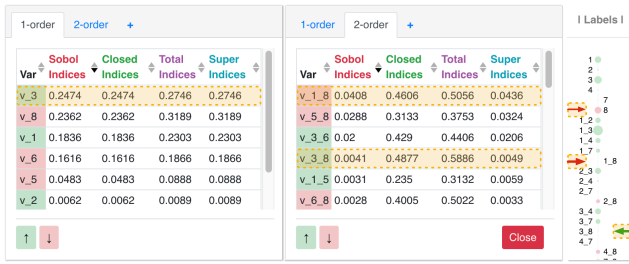 1-order 2-order +
Var Sobol Indices Closed Indices Total Indices Super Indices
v_3 0.2474 0.2474 0.2746 0.2746
v_8 0.2362 0.2362 0.3189 0.3189
v_1 0.1836 0.1836 0.2303 0.2303
v_6 0.1616 0.1616 0.1866 0.1866
v_5 0.0483 0.0483 0.0888 0.0888
v_2 0.0062 0.0062 0.0089 0.0089
↑ ↓
1-order 2-order +
Var Sobol Indices Closed Indices Total Indices Super Indices
v_1_8 0.0408 0.4606 0.5056 0.0436
v_5_8 0.0288 0.3133 0.3753 0.0324
v_3_6 0.02 0.429 0.4406 0.0206
v_3_8 0.0041 0.4877 0.5886 0.0049
v_1_5 0.0031 0.235 0.3132 0.0059
v_6_8 0.0028 0.4005 0.5022 0.0033
↑ ↓ Close
| Labels |
1
2
3
4
7
8
1_2
1_3
1_4
1_7
1_8
2_3
2_4
2_7
2_8
3_4
3_7
3_8
4_7
4_8